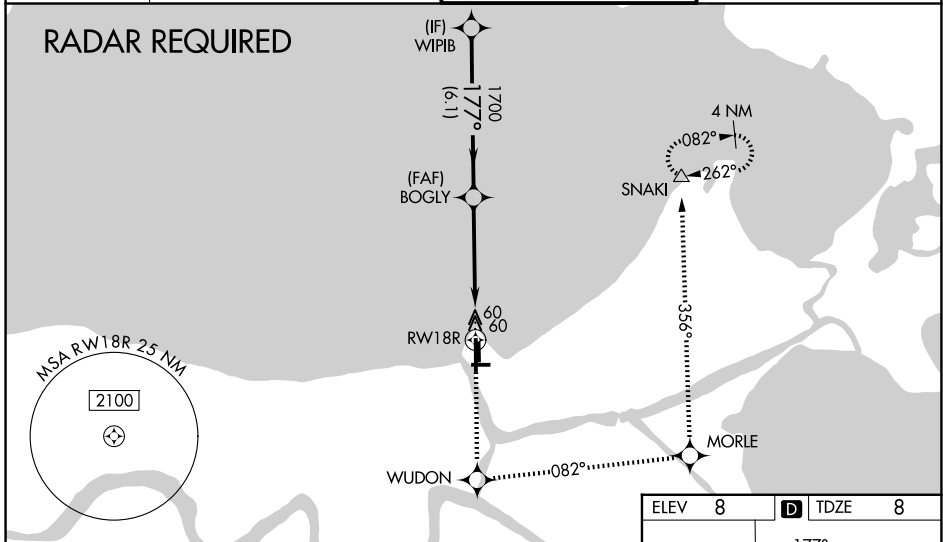 RADAR REQUIRED
(IF)
WIPIB
1700
177°
(6.1)
4 NM
082°
262°
SNAKI
(FAF)
BOGLY
60
60
RW18R
356°
MSA RW18R 25 NM
2100
MORLE
WUDON
082°
ELEV 8 D TDZE 8